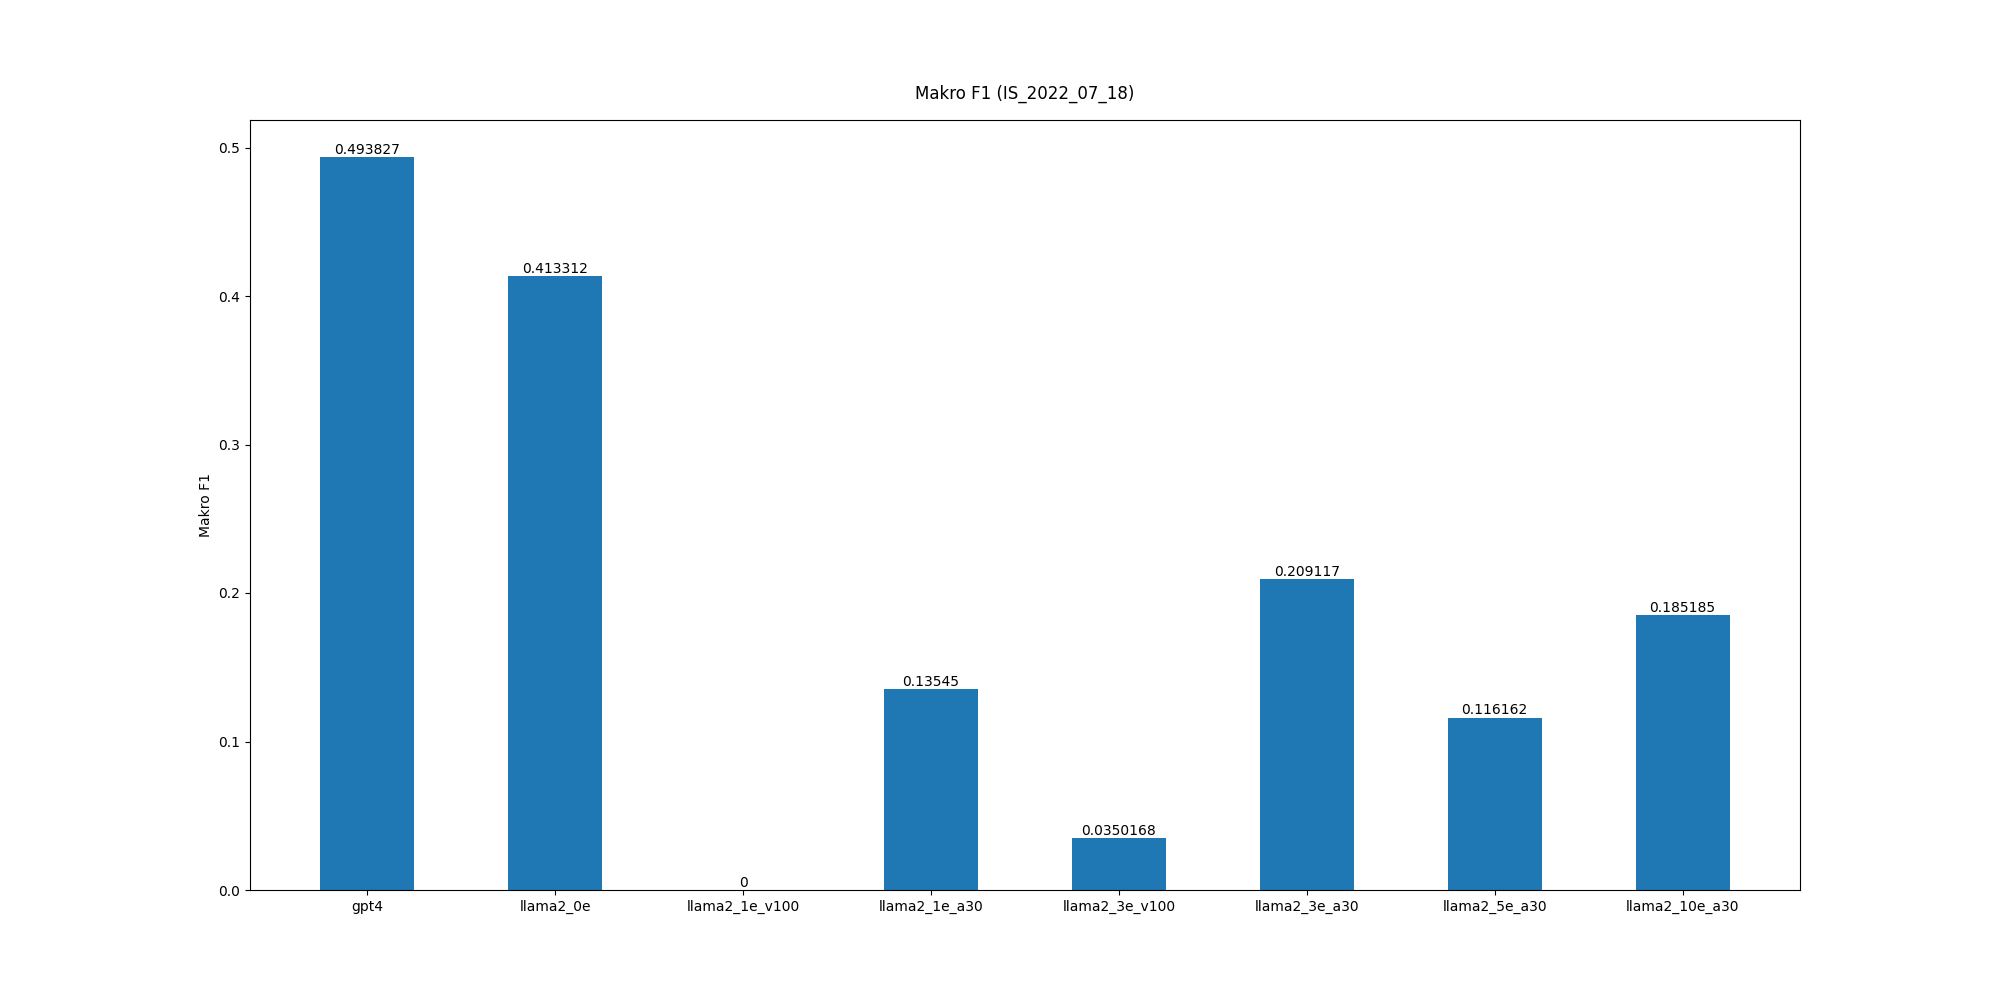 Makro F1 (IS_2022_07_18)
Makro F1
0.5
0.4
0.3
0.2
0.1
0.0
0.493827
0.413312
0
0.13545
0.0350168
0.209117
0.116162
0.185185
gpt4
llama2_0e
llama2_1e_v100
llama2_1e_a30
llama2_3e_v100
llama2_3e_a30
llama2_5e_a30
llama2_10e_a30